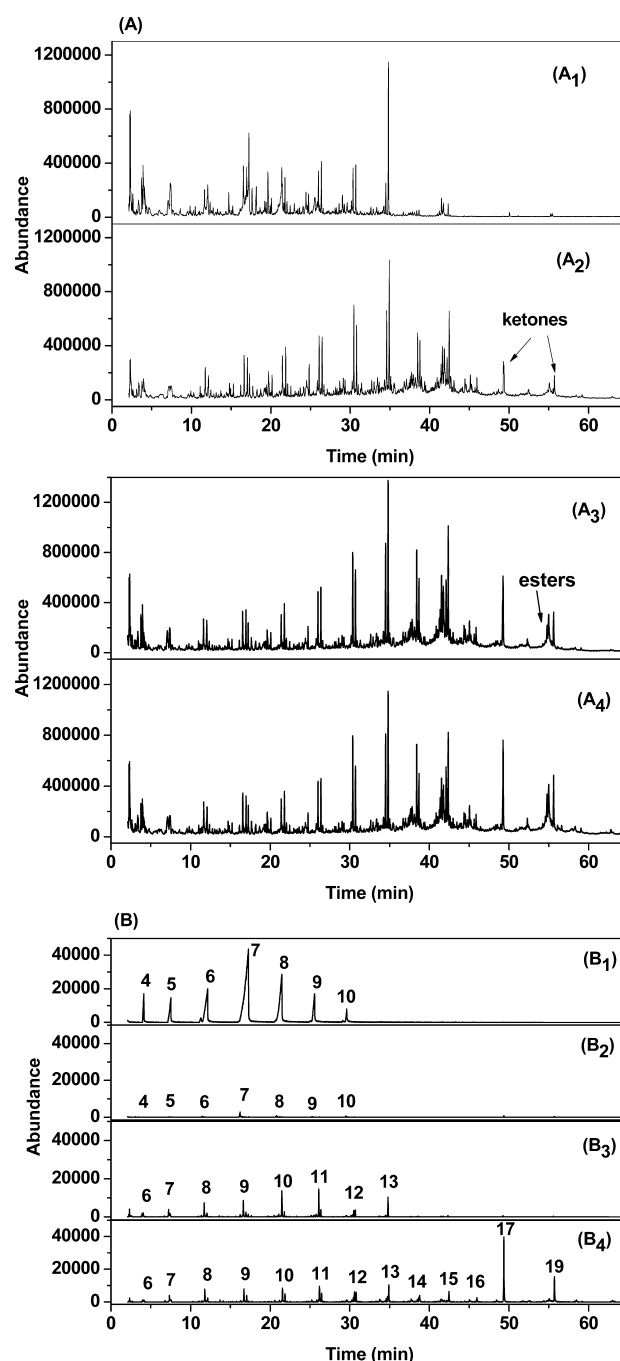 (A)
1200000
(A1)
800000
400000
0
Abundance
1200000
(A2)
800000
ketones
400000
0
0 10 20 30 40 50 60
Time (min)
1200000
(A3)
800000
esters
400000
0
Abundance
1200000
(A4)
800000
400000
0
0 10 20 30 40 50 60
Time (min)
(B)
40000
(B1)
20000
0
4 5 6 7 8 9 10
40000
(B2)
20000
0
4 5 6 7 8 9 10
Abundance
40000
(B3)
20000
0
6 7 8 9 10 11 12 13
40000
(B4)
20000
0
6 7 8 9 10 11 12 13 14 15 16 17 19
0 10 20 30 40 50 60
Time (min)